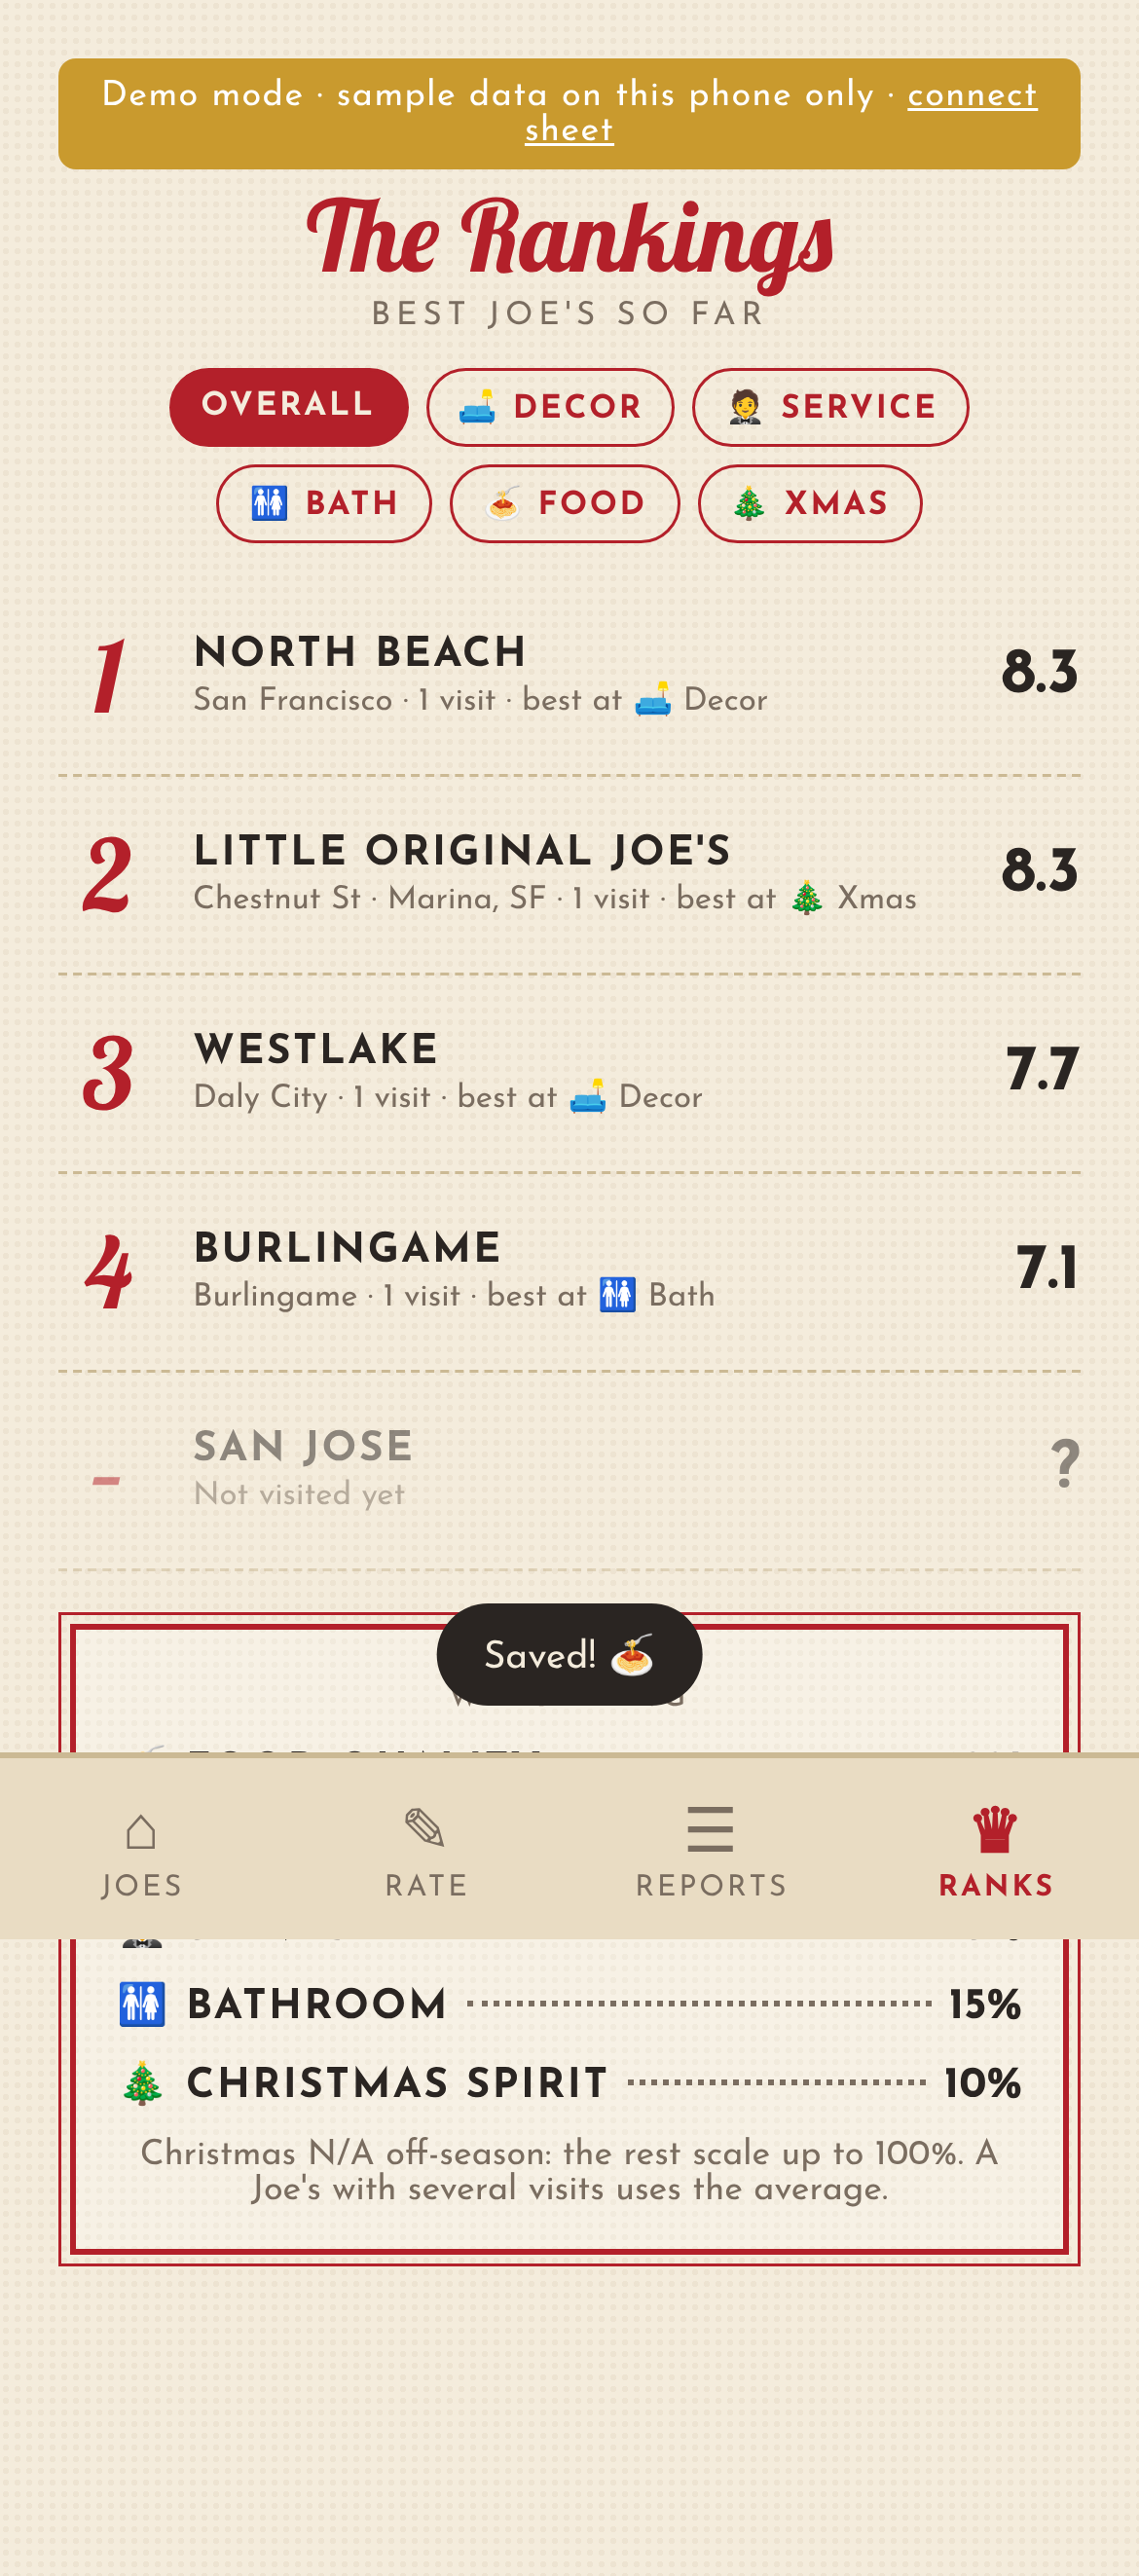 Demo mode · sample data on this phone only · connect
sheet
The Rankings
BEST JOE'S SO FAR
OVERALL
DECOR
SERVICE
BATH
FOOD
XMAS
1
NORTH BEACH
8.3
San Francisco · 1 visit · best at Decor
2
LITTLE ORIGINAL JOE'S
8.3
Chestnut St · Marina, SF · 1 visit · best at Xmas
3
WESTLAKE
7.7
Daly City · 1 visit · best at Decor
4
BURLINGAME
7.1
Burlingame · 1 visit · best at Bath
-
SAN JOSE
?
Not visited yet
Saved!
JOES
RATE
REPORTS
RANKS
BATHROOM 15%
CHRISTMAS SPIRIT 10%
Christmas N/A off-season: the rest scale up to 100%. A
Joe's with several visits uses the average.